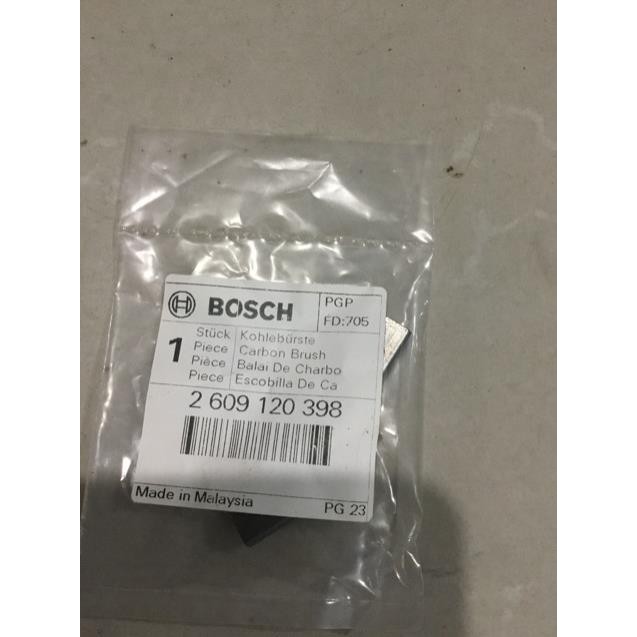 BOSCH
PGP
FD:705
1
Stück Kohlebürste
Piece Carbon Brush
Pièce Balai De Charbo
Piece Escobilla De Ca
2 609 120 398
Made in Malaysia
PG 23